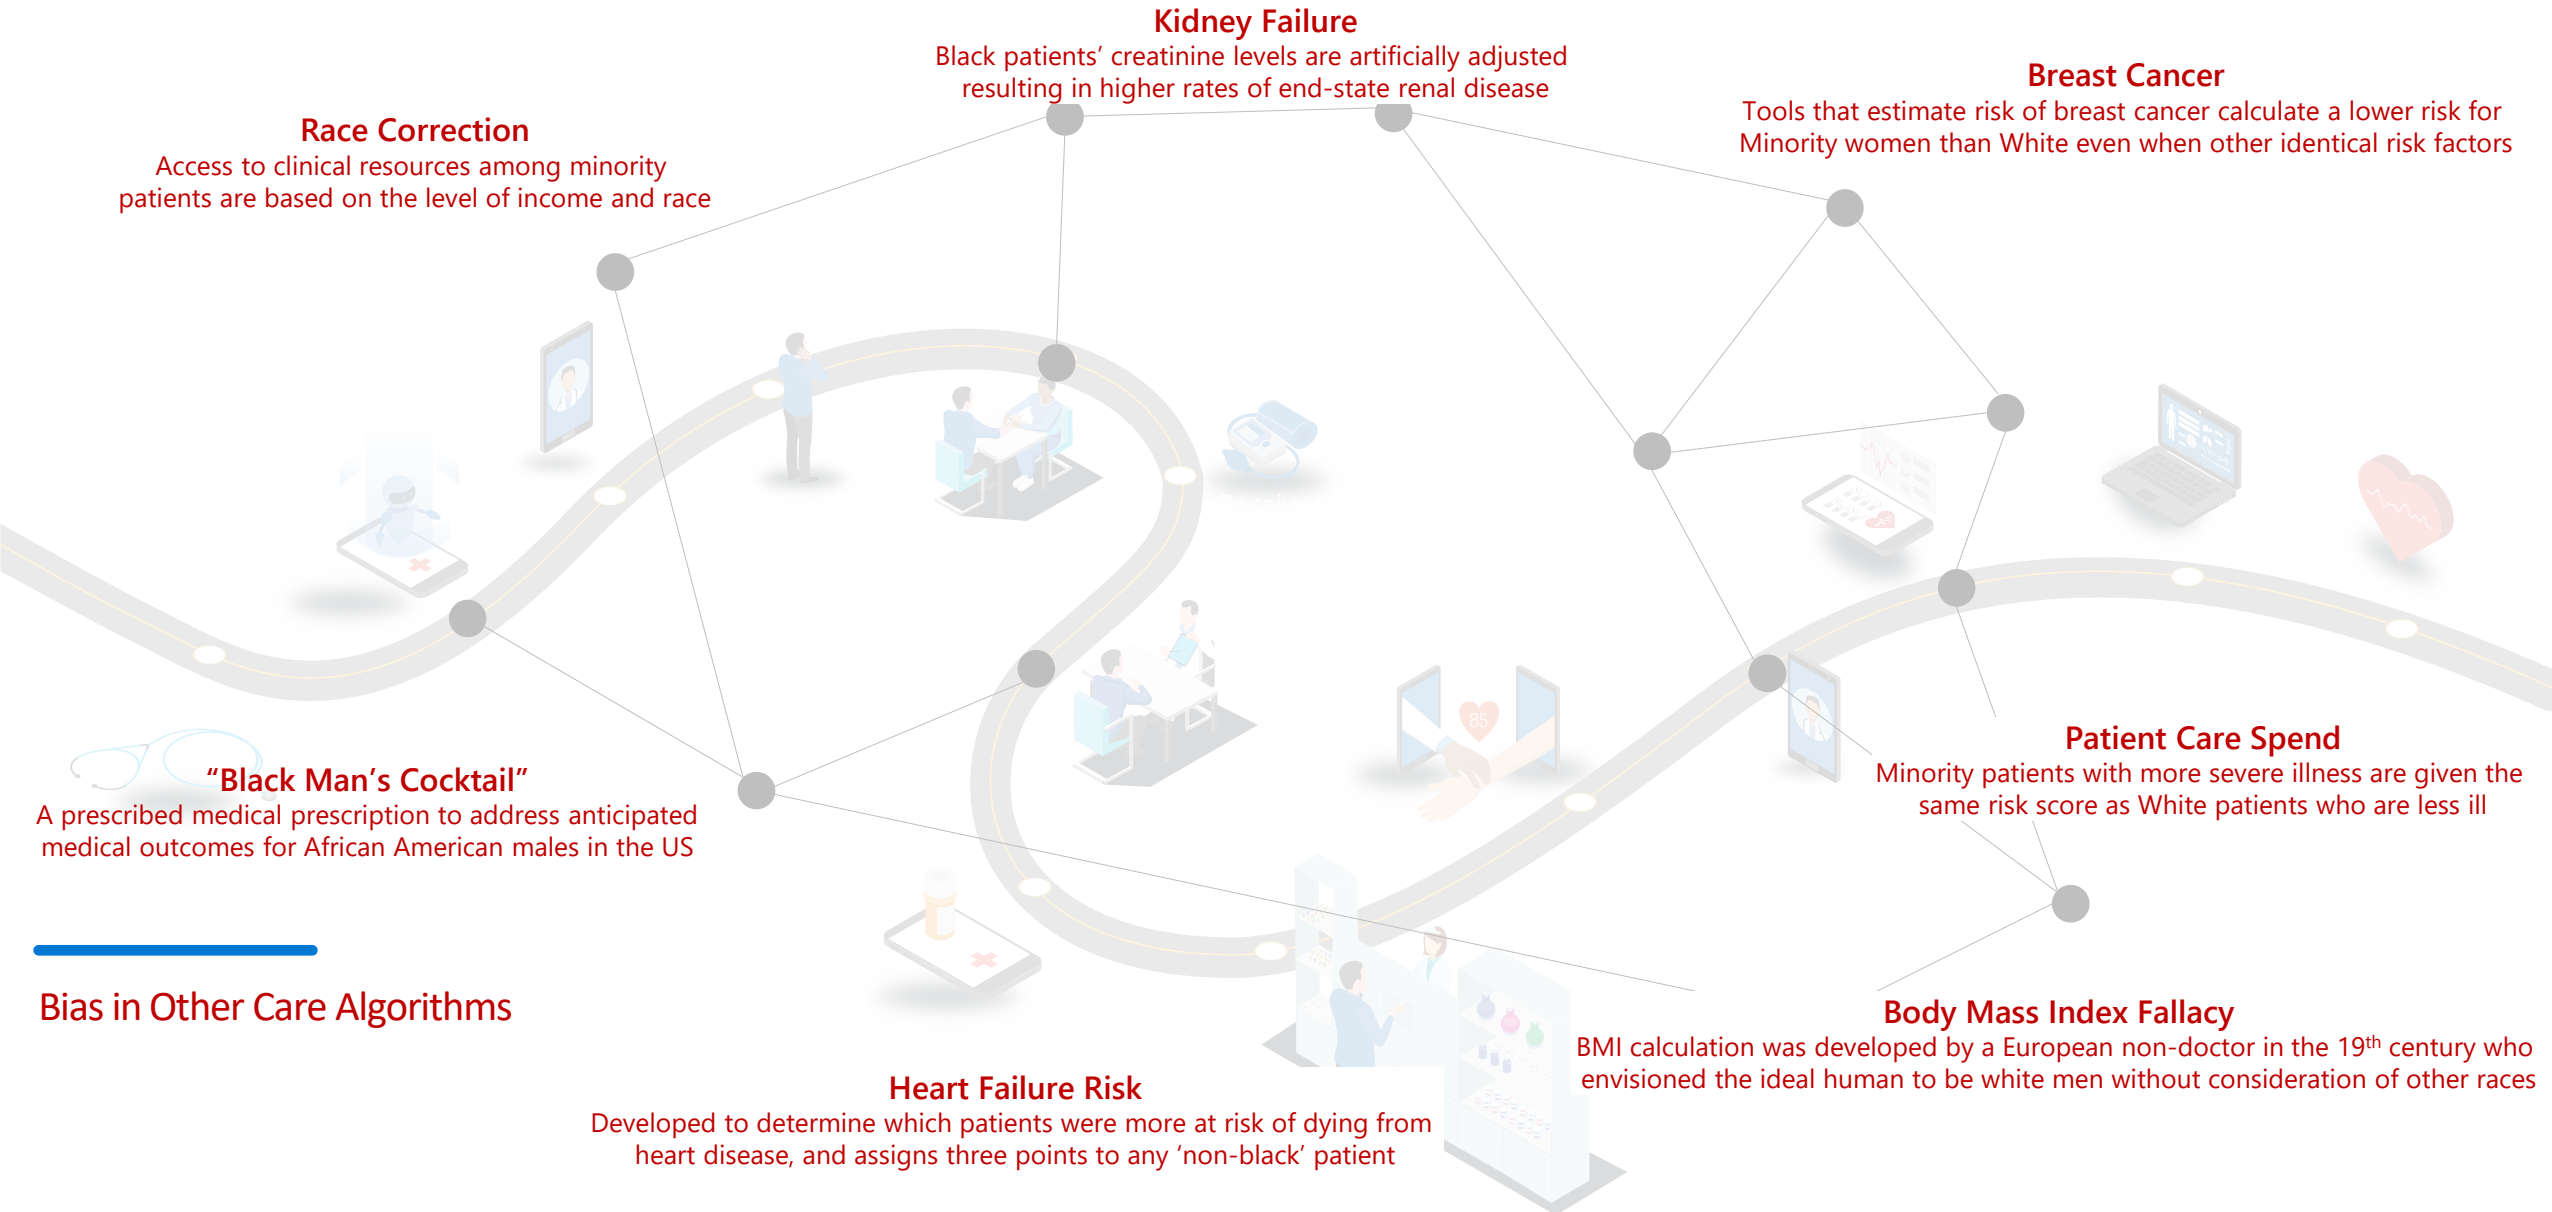 Kidney Failure
Black patients’ creatinine levels are artificially adjusted
resulting in higher rates of end-state renal disease
Breast Cancer
Tools that estimate risk of breast cancer calculate a lower risk for
Minority women than White even when other identical risk factors
Race Correction
Access to clinical resources among minority
patients are based on the level of income and race
“Black Man’s Cocktail”
A prescribed medical prescription to address anticipated
medical outcomes for African American males in the US
85
Patient Care Spend
Minority patients with more severe illness are given the
same risk score as White patients who are less ill
Bias in Other Care Algorithms
Body Mass Index Fallacy
BMI calculation was developed by a European non-doctor in the 19th century who
envisioned the ideal human to be white men without consideration of other races
Heart Failure Risk
Developed to determine which patients were more at risk of dying from
heart disease, and assigns three points to any ‘non-black’ patient